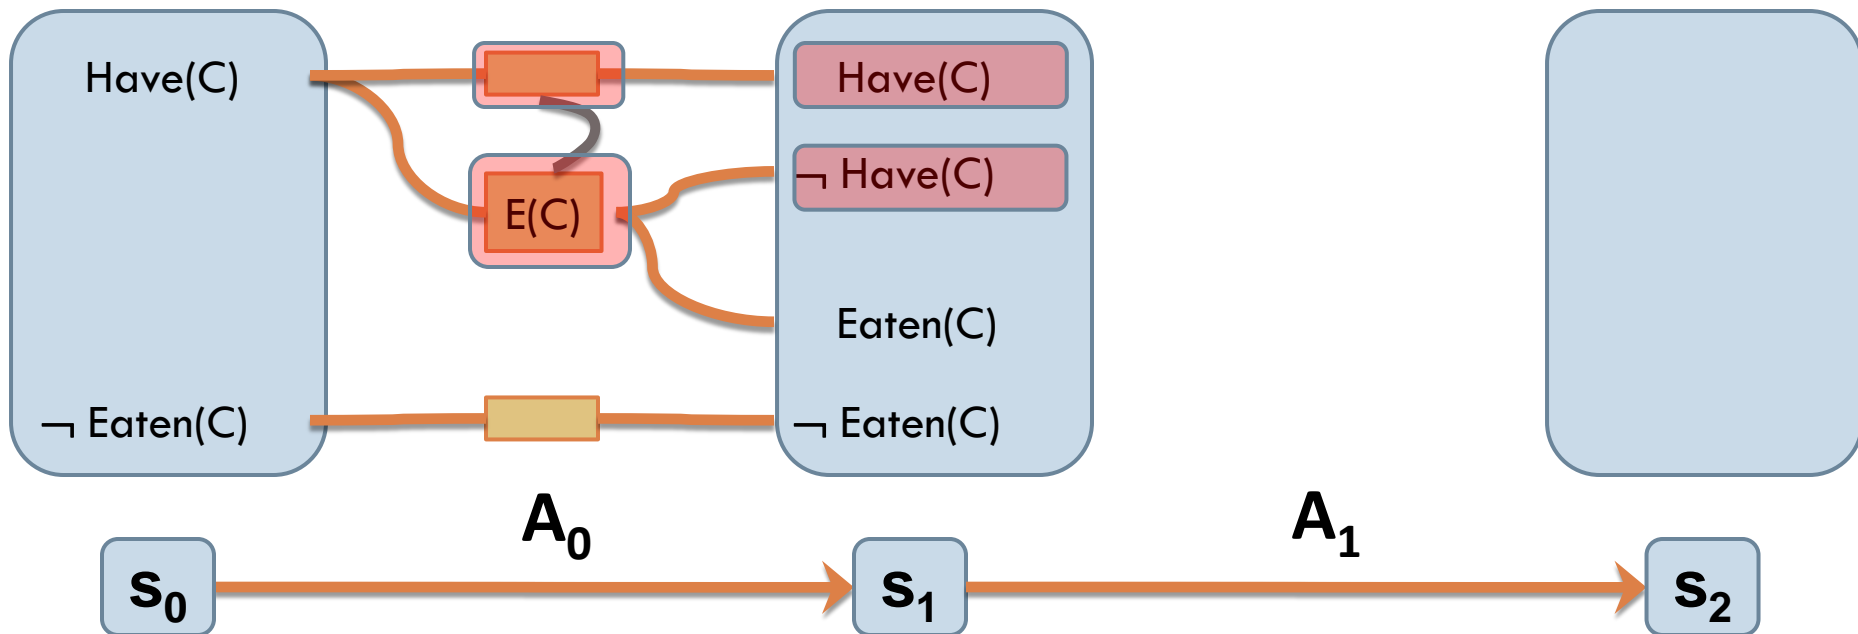 Have(C)
E(C)
¬ Eaten(C)
Have(C)
¬ Have(C)
Eaten(C)
¬ Eaten(C)
A₀
A₁
s₀
s₁
s₂